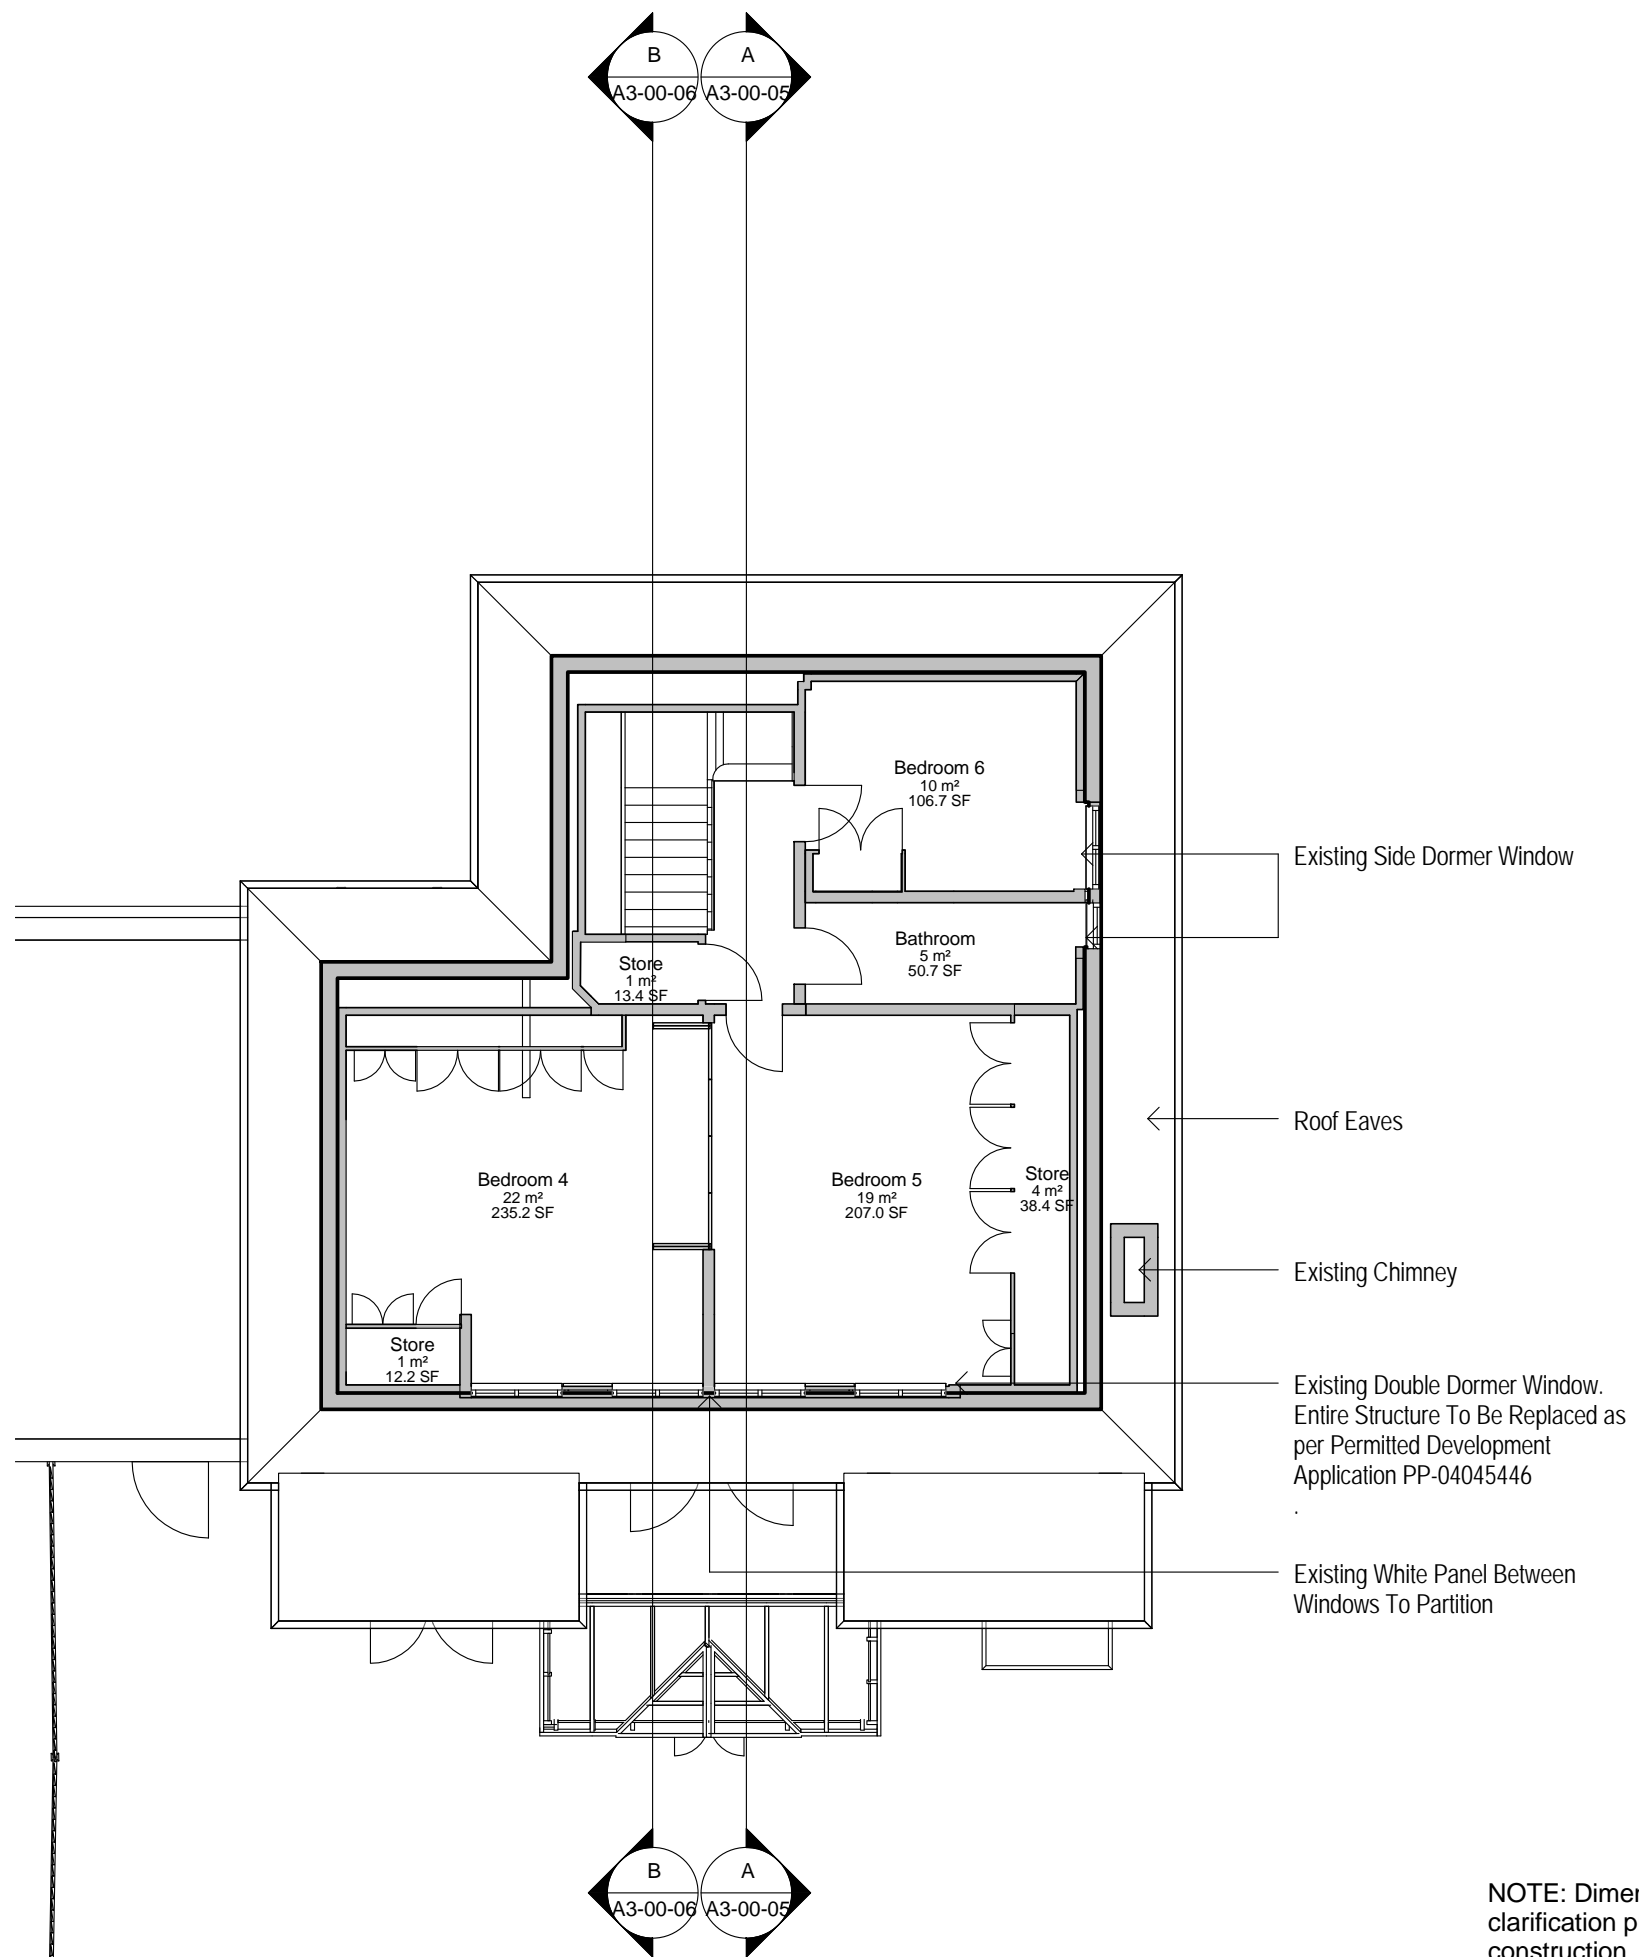 B
A3-00-06
A
A3-00-05
Bedroom 6
10 m²
106.7 SF
Existing Side Dormer Window
Bathroom
5 m²
50.7 SF
Store
1 m²
13.4 SF
Roof Eaves
Bedroom 4
22 m²
235.2 SF
Bedroom 5
19 m²
207.0 SF
Store
4 m²
38.4 SF
Existing Chimney
Store
1 m²
12.2 SF
Existing Double Dormer Window.
Entire Structure To Be Replaced as
per Permitted Development
Application PP-04045446
.
Existing White Panel Between
Windows To Partition
B
A3-00-06
A
A3-00-05
NOTE:
clarification
construction